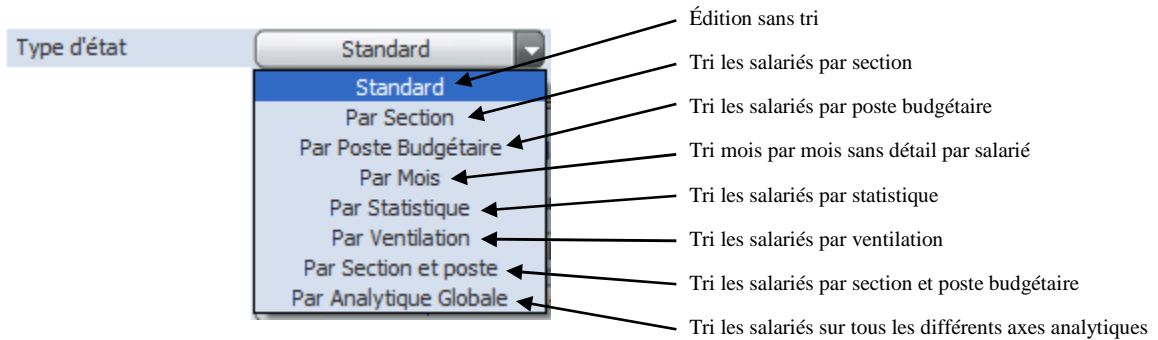 Édition sans tri
Type d'état
Standard
Tri les salariés par section
Standard
Par Section
Tri les salariés par poste budgétaire
Par Poste Budgétaire
Tri mois par mois sans détail par salarié
Par Mois
Tri les salariés par statistique
Par Statistique
Par Ventilation
Tri les salariés par ventilation
Par Section et poste
Tri les salariés par section et poste budgétaire
Par Analytique Globale
Tri les salariés sur tous les différents axes analytiques